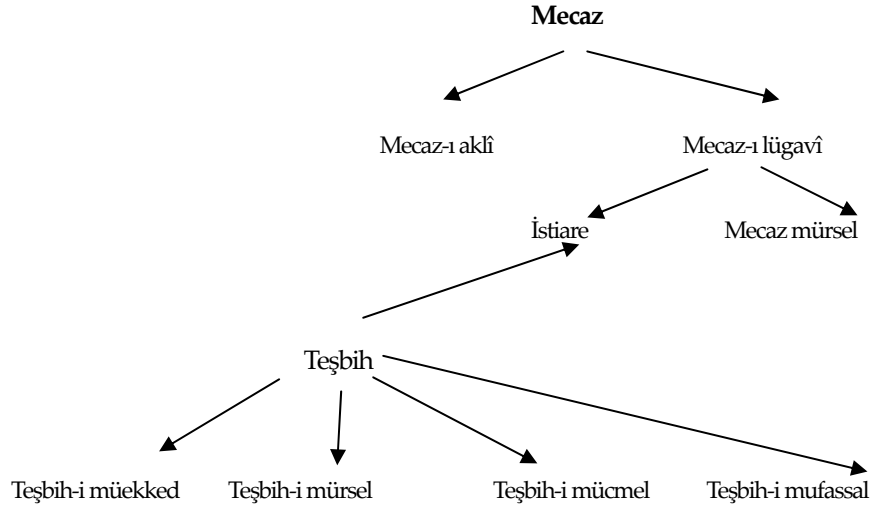 Mecaz
Mecaz-ı aklî Mecaz-ı lügavî
İstiare Mecaz mürsel
Teşbih
Teşbih-i müekked Teşbih-i mürsel Teşbih-i mücmel Teşbih-i mufassal